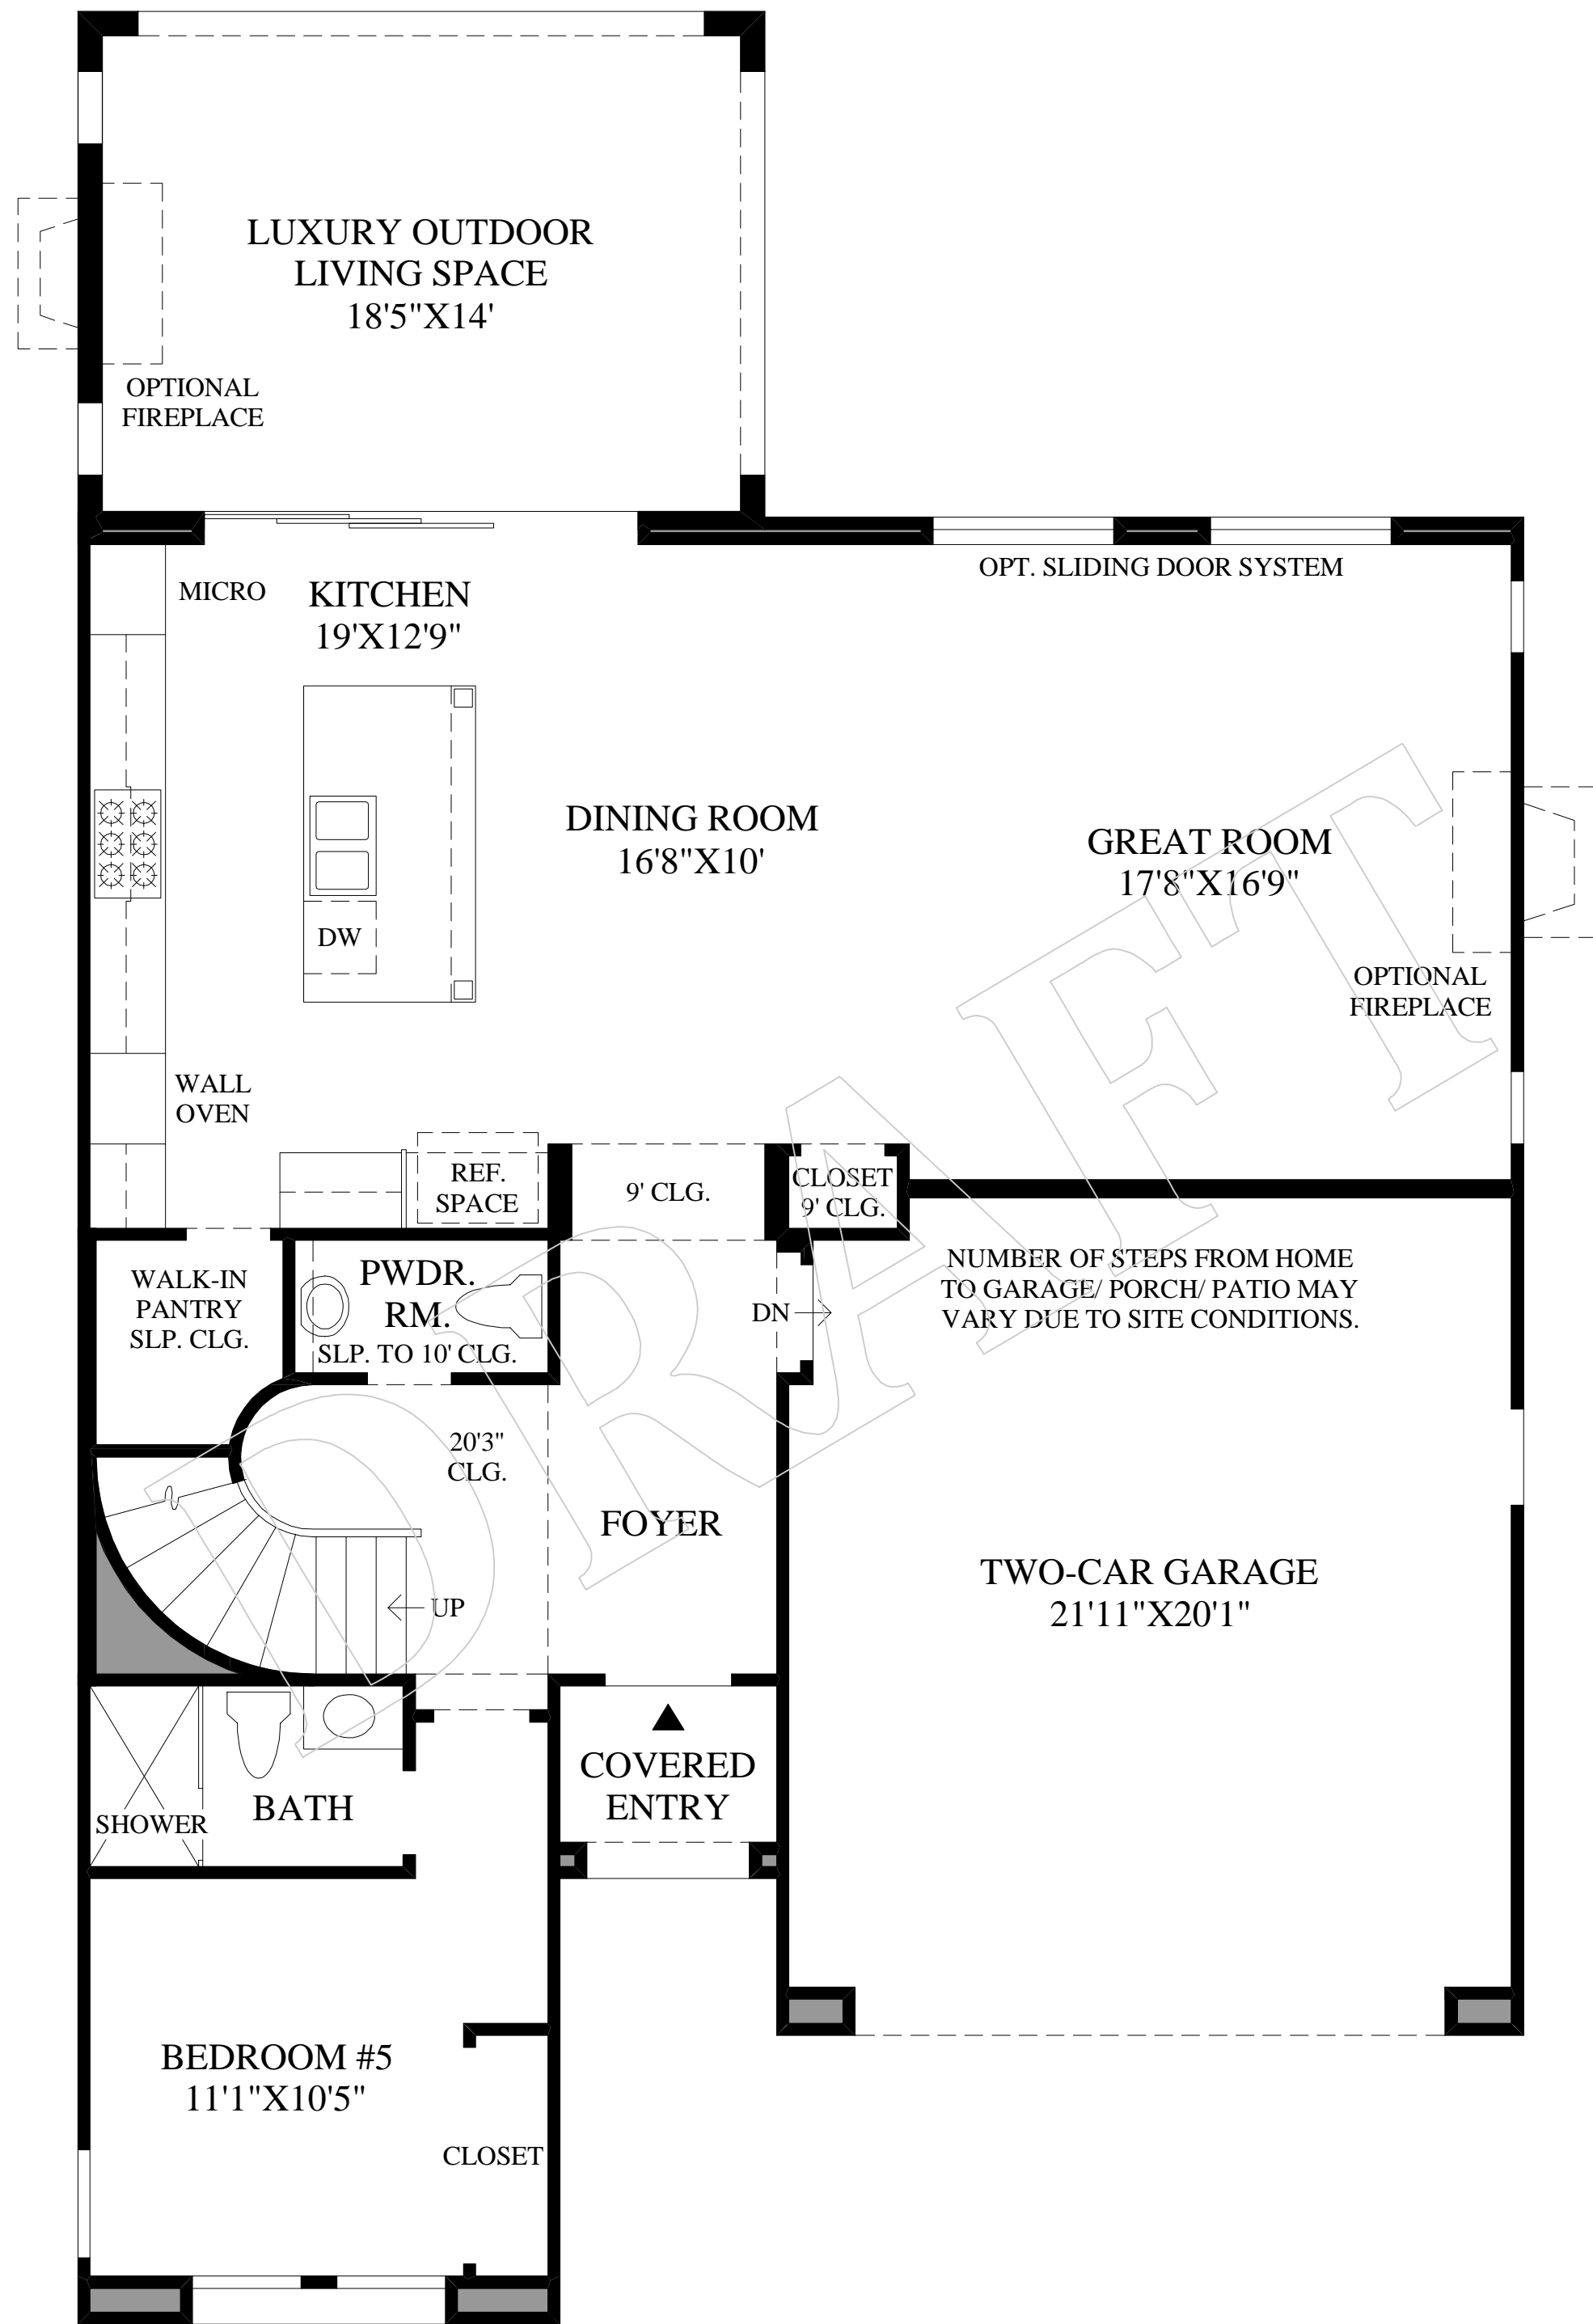 LUXURY OUTDOOR
LIVING SPACE
18'5"X14'
OPTIONAL
FIREPLACE
OPT. SLIDING DOOR SYSTEM
MICRO
KITCHEN
19'X12'9"
DINING ROOM
16'8"X10'
GREAT ROOM
17'8"X16'9"
DW
OPTIONAL
FIREPLACE
WALL
OVEN
REF.
SPACE
9' CLG.
CLOSET
9' CLG.
WALK-IN
PANTRY
SLP. CLG.
PWDR.
RM.
SLP. TO 10' CLG.
DN
NUMBER OF STEPS FROM HOME
TO GARAGE/ PORCH/ PATIO MAY
VARY DUE TO SITE CONDITIONS.
20'3"
CLG.
FOYER
UP
TWO-CAR GARAGE
21'11"X20'1"
COVERED
ENTRY
SHOWER
BATH
BEDROOM #5
11'1"X10'5"
CLOSET
DRAFT